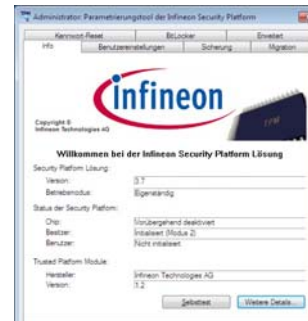 Administrator: Parametrierungstool der Infineon Security Platform
Kennwort-Reset BitLocker Erweitert
Info Benutzereinstellungen Sicherung Migration
infineon
TPM
Copyright ©
Infineon Technologies AG
Willkommen bei der Infineon Security Platform Lösung
Security Platform Lösung:
Version: 3.7
Betriebsmodus: Eigenständig
Status der Security Platform:
Chip: Vorübergehend deaktiviert
Besitzer: Initialisiert (Modus 2)
Benutzer: Nicht initialisiert
Trusted Platform Module:
Hersteller: Infineon Technologies AG
Version: 1.2
Selbsttest Weitere Details...